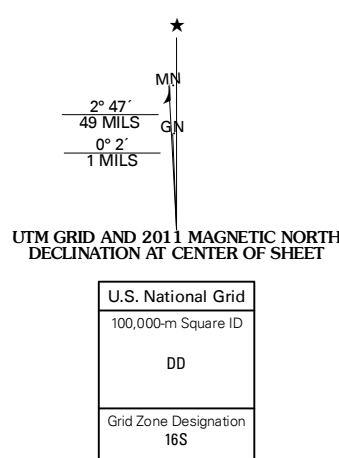 ★
MN
2° 47´
49 MILS
GN
0° 2´
1 MILS
UTM GRID AND 2011 MAGNETIC NORTH
DECLINATION AT CENTER OF SHEET
U.S. National Grid
100,000-m Square ID
DD
Grid Zone Designation
16S